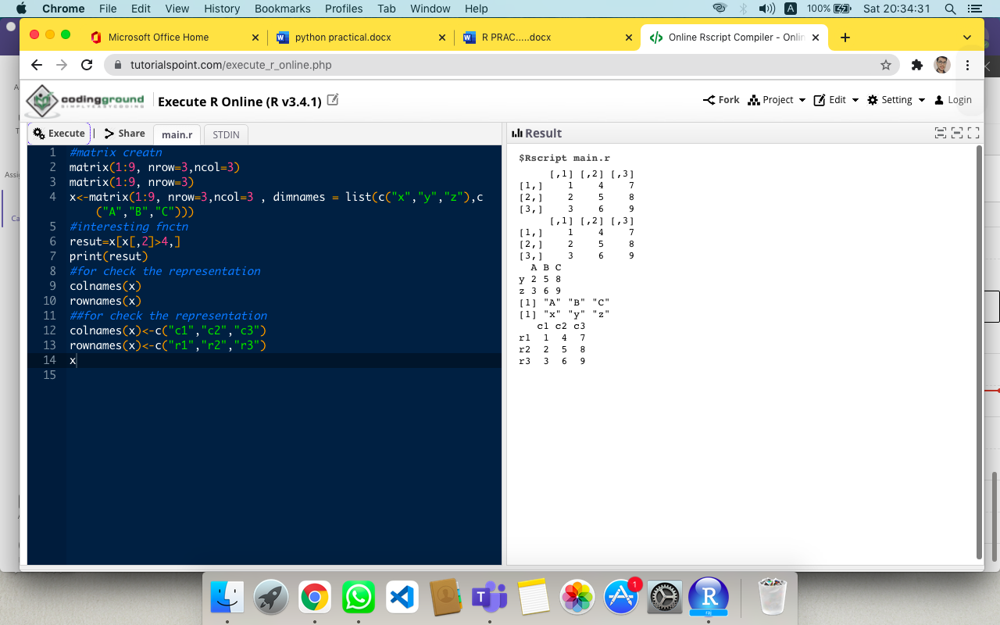 Chrome File Edit View History Bookmarks Profiles Tab Window Help A 100% Sat 20:34:31
Microsoft Office Home python practical.docx R PRAC.....docx Online Rscript Compiler - Onlin
tutorialspoint.com/execute_r_online.php
codingground
SIMPLYEASYCODING
Execute R Online (R v3.4.1)
Fork Project Edit Setting Login
Execute | Share main.r STDIN
Result
1 #matrix creatn
2 matrix(1:9, nrow=3,ncol=3)
3 matrix(1:9, nrow=3)
4 x<-matrix(1:9, nrow=3,ncol=3 , dimnames = list(c("x","y","z"),c
("A","B","C")))
5 #interesting fnctn
6 resut=x[x[,2]>4,]
7 print(resut)
8 #for check the representation
9 colnames(x)
10 rownames(x)
11 ##for check the representation
12 colnames(x)<-c("c1","c2","c3")
13 rownames(x)<-c("r1","r2","r3")
14 x
15
$Rscript main.r
[,1] [,2] [,3]
[1,] 1 4 7
[2,] 2 5 8
[3,] 3 6 9
[,1] [,2] [,3]
[1,] 1 4 7
[2,] 2 5 8
[3,] 3 6 9
A B C
y 2 5 8
z 3 6 9
[1] "A" "B" "C"
[1] "x" "y" "z"
c1 c2 c3
r1 1 4 7
r2 2 5 8
r3 3 6 9
A
T
Assig
Ca
1
T
R
raj